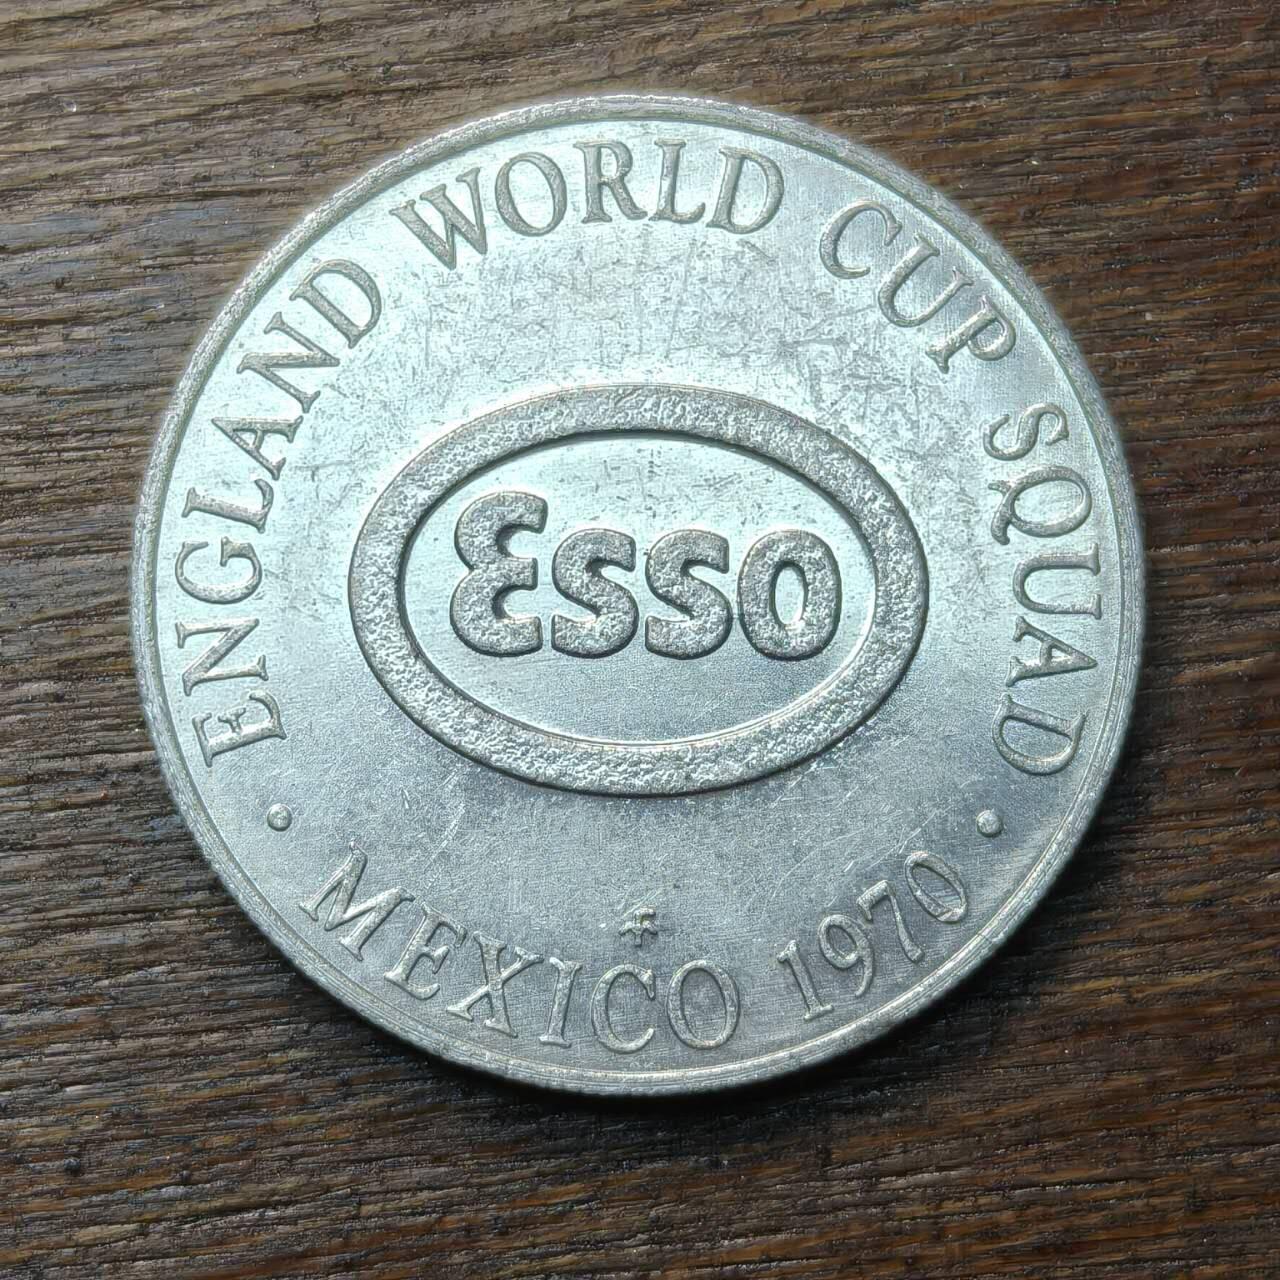 ENGLAND WORLD CUP SQUAD
Esso
F
· MEXICO 1970 ·